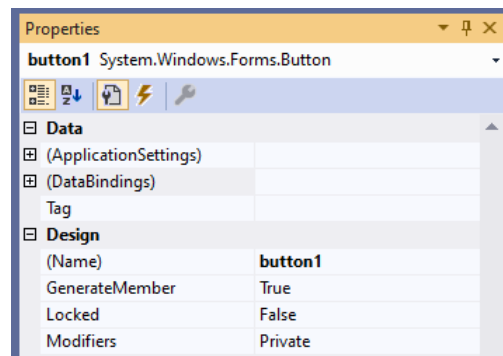 Properties
button1 System.Windows.Forms.Button
Data
(ApplicationSettings)
(DataBindings)
Tag
Design
(Name) button1
GenerateMember True
Locked False
Modifiers Private